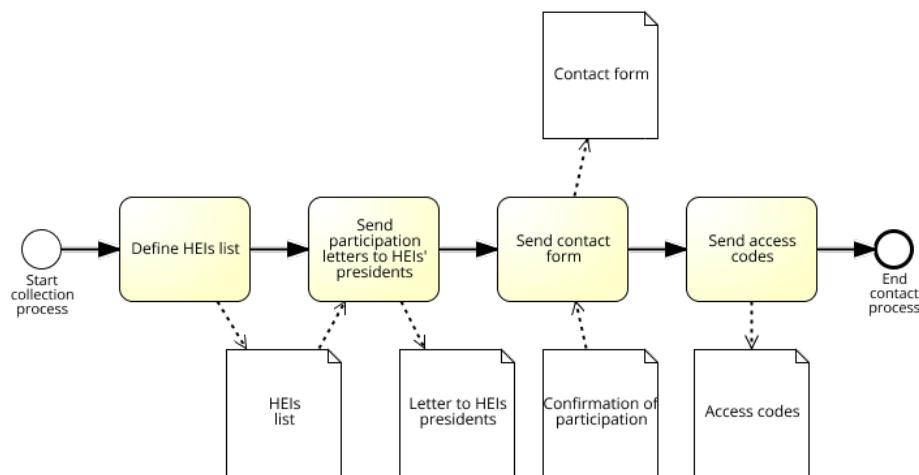 Contact form
Start
collection
process
Define HEIs list
Send
participation
letters to HEIs'
presidents
Send contact
form
Send access
codes
End
contact
process
HEIs
list
Letter to HEIs
presidents
Confirmation of
participation
Access codes